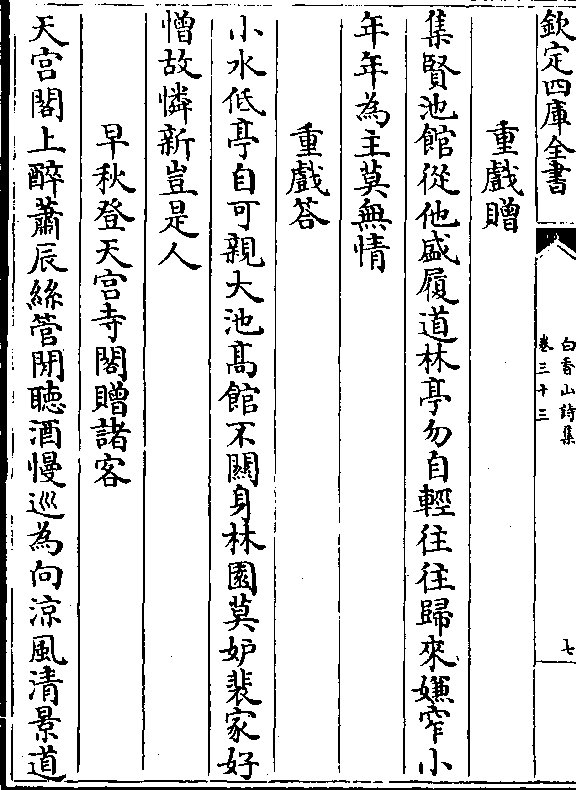 欽定四庫全書
白香山詩集
卷三十三
七
重戲贈
集賢池館從他盛履道林亭勿自輕往往歸來嫌窄小
年年為主莫無情
重戲答
小水低亭自可親大池髙館不關身林園莫妒裴家好
憎故憐新豈是人
早秋登天宫寺閣贈諸客
天宫閣上醉蕭辰絲管閒聽酒慢巡為向涼風清景道